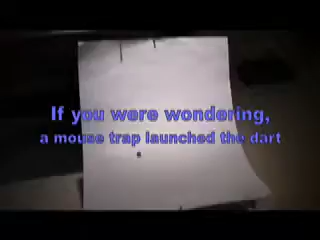 If you were wondering,
a mouse trap launched the dart